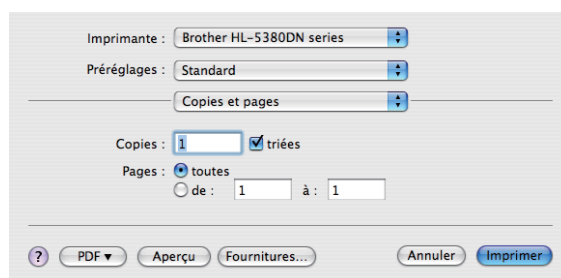 Imprimante : Brother HL-5380DN series
Préréglages : Standard
Copies et pages
Copies : 1 triées
Pages : toutes
de : 1 à : 1
? PDF ▼ Aperçu Fournitures... Annuler Imprimer